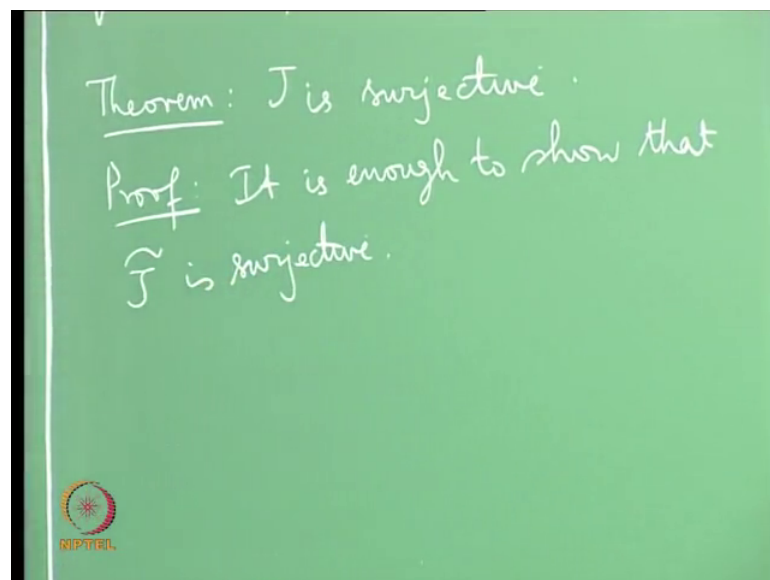 Theorem: J is surjective.
Proof: It is enough to show that
J̃ is surjective.
NPTEL